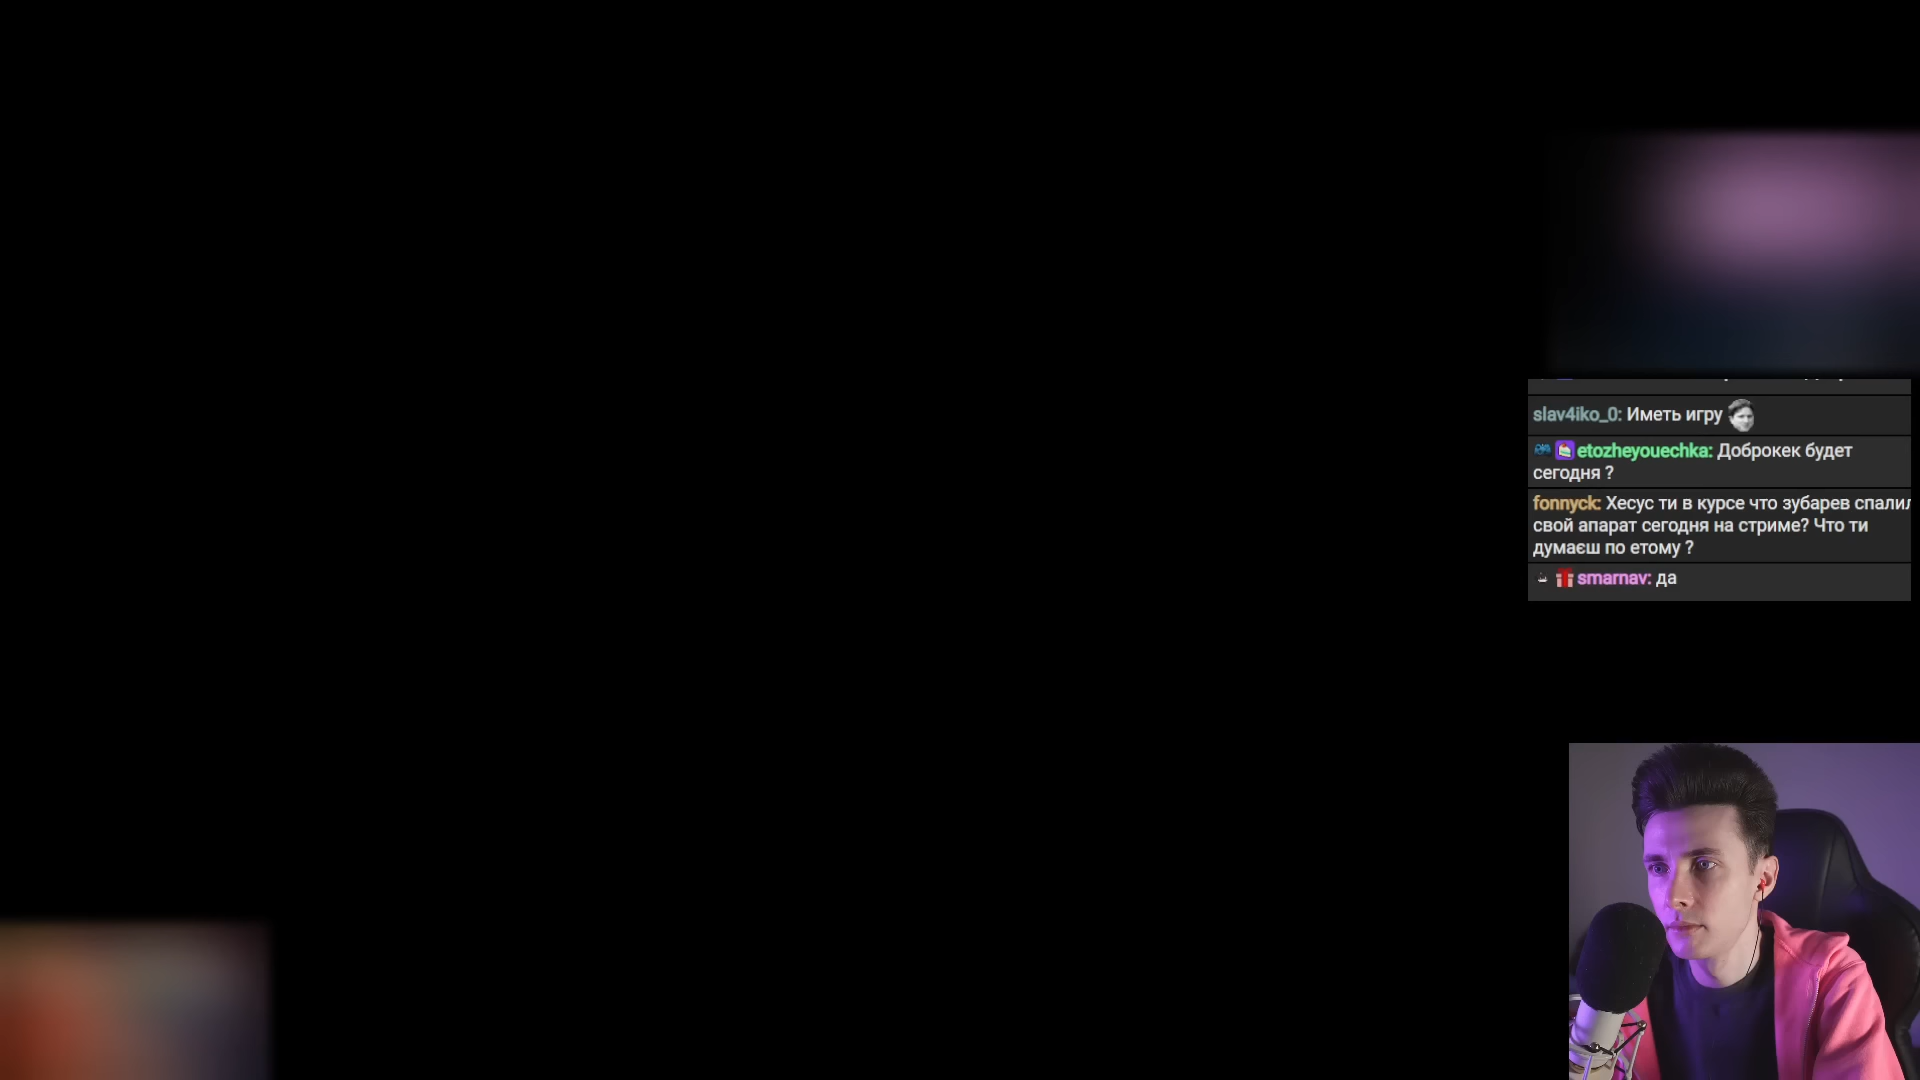 slav4iko_0: Иметь игру
etozheyouechka: Доброкек будет
сегодня ?
fonnyck: Хесус ти в курсе что зубарев спалил
свой апарат сегодня на стриме? Что ти
думаєш по етому ?
smarnav: да